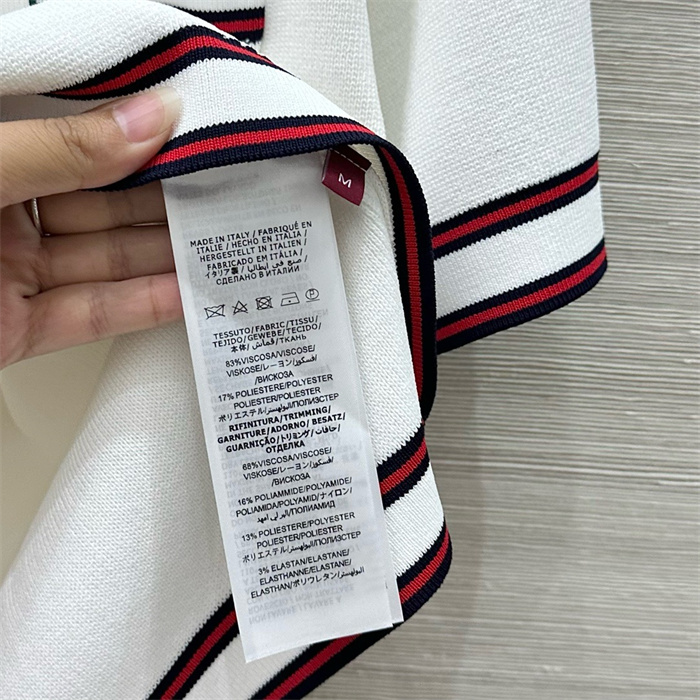 M
MADE IN ITALY / FABRIQUÉ EN
ITALIE / HECHO EN ITALIA /
HERGESTELLT IN ITALIEN /
FABRICADO EM ITÁLIA /
イタリア製 / صنع في ايطاليا /
СДЕЛАНО В ИТАЛИИ
TESSUTO/FABRIC/TISSU/
TEJIDO/GEWEBE/TECIDO/
本体/قماش/ТКАНЬ
83%VISCOSA/VISCOSE/
VISKOSE/レーヨン/فسكوز/
/ВИСКОЗА
17% POLIESTERE/POLYESTER
POLIESTER/POLIESTER/
ポリエステル/البوليستر/ПОЛИЭСТЕР
RIFINITURA/TRIMMING/
GARNITURE/ADORNO/BESATZ/
GUARNIÇÃO/トリミング/حافات/
ОТДЕЛКА
68%VISCOSA/VISCOSE/
VISKOSE/レーヨン/فسكوز/
/ВИСКОЗА
16% POLIAMMIDE/POLYAMIDE/
POLIAMIDA/POLYAMID/ナイロン/
ПОЛИАМИД
13% POLIESTERE/POLYESTER
POLIESTER/POLIESTER/
ポリエステル/البوليستر/ПОЛИЭСТЕР
3% ELASTAN/ELASTANE/
ELASTHANNE/ELASTANO/
ELASTHAN/ポリウレタン/